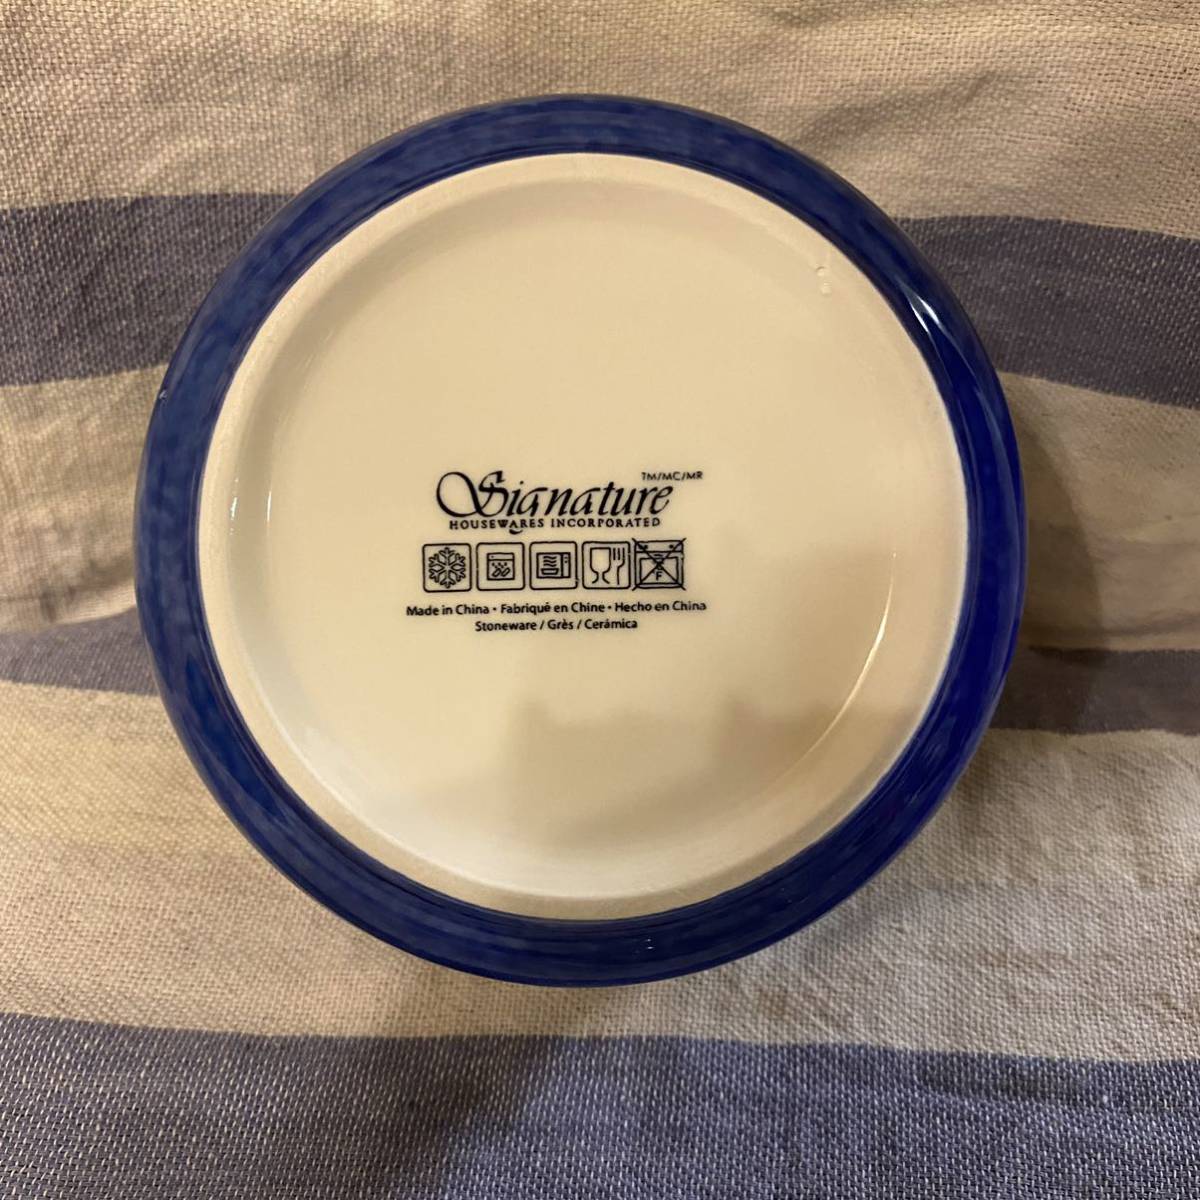 Signature TM/MC/MR
HOUSEWARES INCORPORATED
Made in China • Fabriqué en Chine • Hecho en China
Stoneware / Grès / Cerámica